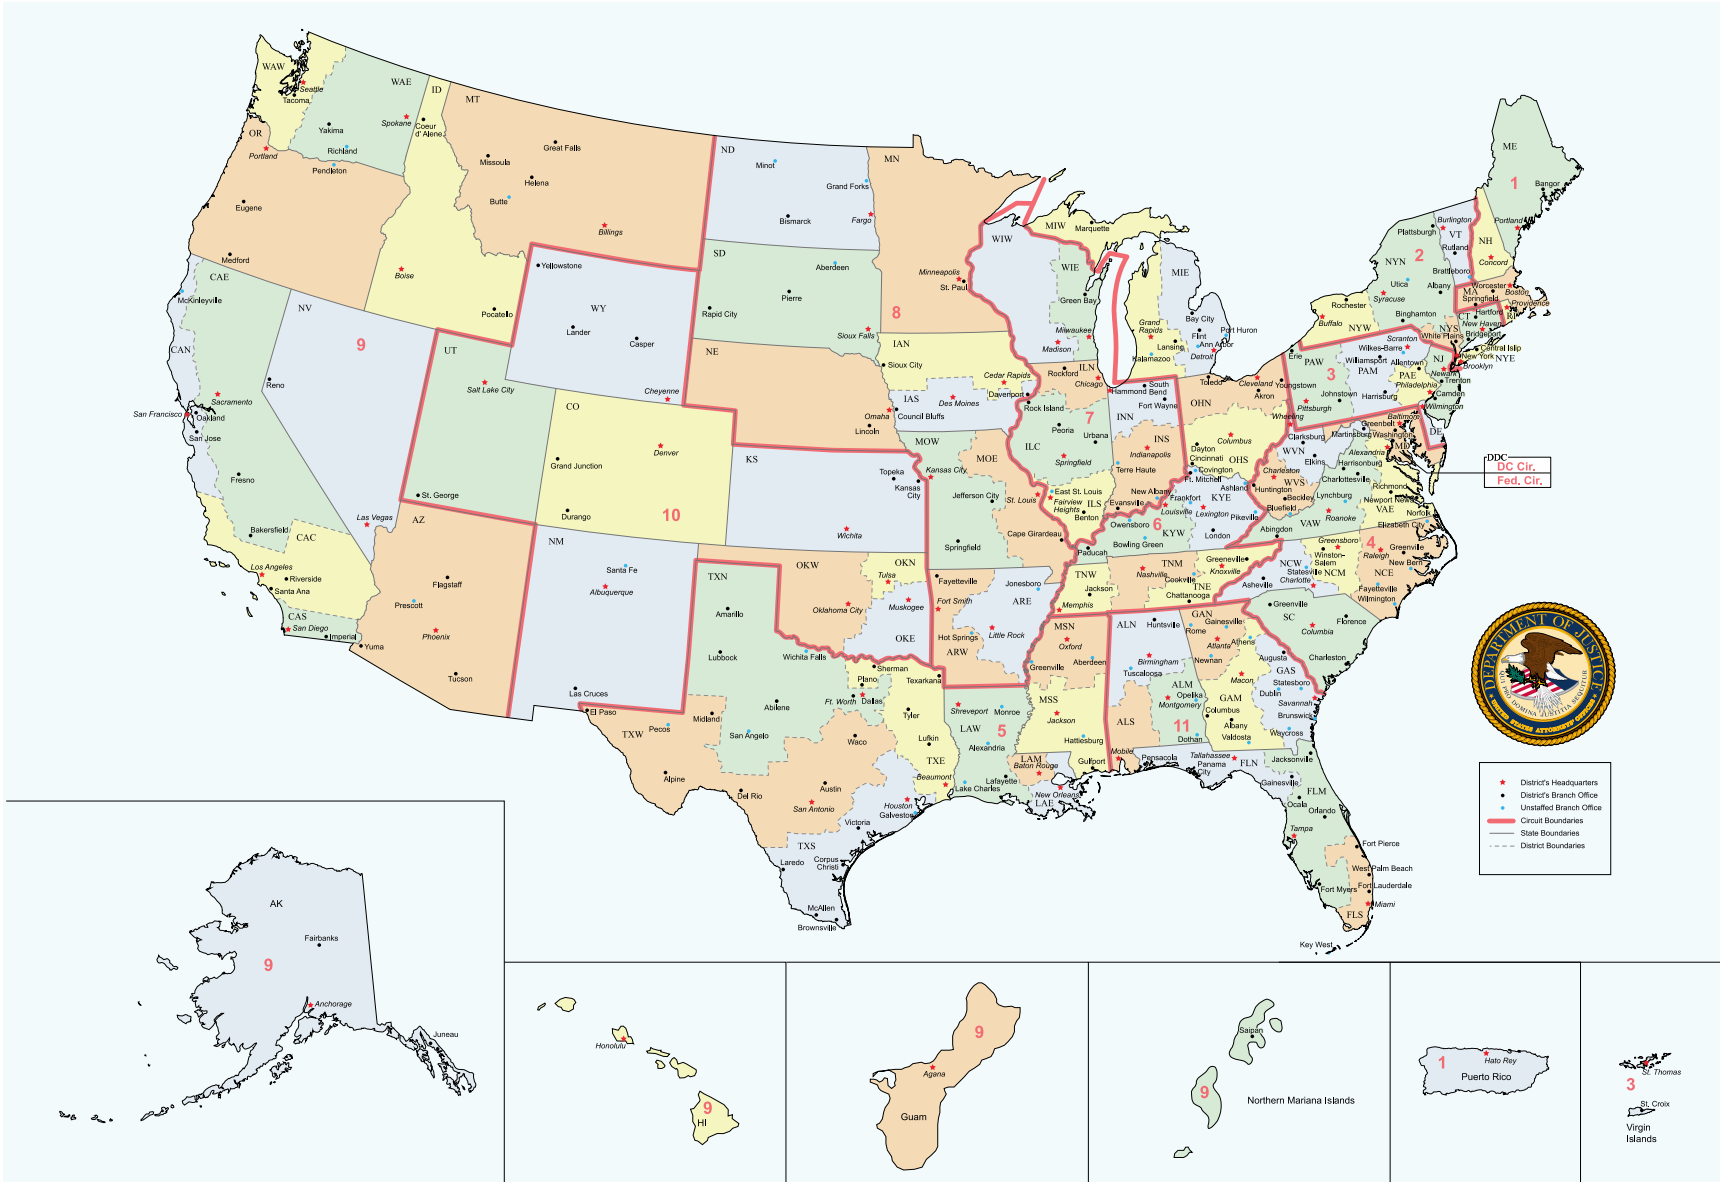 WAW
Seattle
Tacoma
WAE
Spokane
Yakima
Richland
ID
Coeur
d' Alene
MT
Great Falls
Missoula
Helena
Butte
Billings
OR
Portland
Pendleton
Eugene
Medford
Boise
Pocatello
ND
Minot
Grand Forks
Bismarck
Fargo
MN
Minneapolis
St. Paul
8
SD
Aberdeen
Pierre
Rapid City
Sioux Falls
WY
Yellowstone
Lander
Casper
Cheyenne
NE
Omaha
Lincoln
IAN
Sioux City
Cedar Rapids
IAS
Des Moines
Davenport
Council Bluffs
WIW
WIE
Green Bay
Milwaukee
Madison
MIW
Marquette
Grand
Rapids
Lansing
Kalamazoo
MIE
Bay City
Flint
Port Huron
Ann Arbor
Detroit
CAE
McKinleyville
CAN
Sacramento
San Francisco
Oakland
San Jose
Fresno
Bakersfield
CAC
Los Angeles
Riverside
Santa Ana
CAS
San Diego
Imperial
NV
9
Reno
Las Vegas
UT
Salt Lake City
St. George
CO
Denver
Grand Junction
Durango
10
KS
Topeka
Kansas
City
Wichita
AZ
Flagstaff
Prescott
Phoenix
Yuma
Tucson
NM
Santa Fe
Albuquerque
Las Cruces
MOW
Kansas City
MOE
Jefferson City
St. Louis
Cape Girardeau
Springfield
ILN
Rockford
Chicago
Rock Island
7
Peoria
Urbana
ILC
Springfield
East St. Louis
Fairview
Heights
ILS
Benton
INN
Hammond
South
Bend
Fort Wayne
INS
Indianapolis
Terre Haute
New Albany
Evansville
OHN
Toledo
Cleveland
Akron
Youngstown
Columbus
OHS
Dayton
Cincinnati
Covington
Ft. Mitchell
KYE
Ashland
Frankfort
Lexington
Louisville
Pikeville
London
6
KYW
Owensboro
Bowling Green
Paducah
TNW
Jackson
Memphis
TNM
Nashville
Cookville
TNE
Greeneville
Knoxville
Chattanooga
OKW
Oklahoma City
OKN
Tulsa
Muskogee
OKE
ARE
Fayetteville
Jonesboro
Fort Smith
Little Rock
Hot Springs
ARW
TXN
Amarillo
Lubbock
Wichita Falls
Abilene
San Angelo
Ft. Worth
Dallas
Sherman
Plano
Texarkana
Tyler
Lufkin
TXE
Beaumont
TXW
El Paso
Pecos
Midland
Alpine
Del Rio
Waco
Austin
San Antonio
TXS
Houston
Galveston
Victoria
Laredo
Corpus
Christi
McAllen
Brownsville
Shreveport
Monroe
LAW
5
Alexandria
Lafayette
Lake Charles
LAM
Baton Rouge
New Orleans
LAE
MSN
Oxford
Aberdeen
Greenville
MSS
Jackson
Hattiesburg
Gulfport
ALN
Huntsville
Birmingham
Tuscaloosa
ALM
Opelika
Montgomery
11
Dothan
ALS
Mobile
GAN
Rome
Gainesville
Athens
Atlanta
Newnan
Macon
GAM
Columbus
Albany
Valdosta
GAS
Augusta
Statesboro
Dublin
Savannah
Brunswick
Waycross
FLN
Pensacola
Tallahassee
Panama
City
Gainesville
FLM
Jacksonville
Ocala
Orlando
Tampa
Fort Myers
FLS
Fort Pierce
West Palm Beach
Fort Lauderdale
Miami
Key West
SC
Greenville
Florence
Columbia
Charleston
NCW
Asheville
Statesville
Charlotte
NCM
Greensboro
Winston-
Salem
4
Raleigh
NCE
Greenville
New Bern
Fayetteville
Wilmington
Elizabeth City
VAW
Abingdon
Roanoke
Lynchburg
Charlottesville
Harrisonburg
VAE
Alexandria
Richmond
Newport News
Norfolk
WVN
Wheeling
Clarksburg
Martinsburg
Elkins
WVS
Charleston
Huntington
Beckley
Bluefield
MD
Baltimore
Greenbelt
Washington
DE
Wilmington
DDC
DC Cir.
Fed. Cir.
PAW
Erie
3
Pittsburgh
Johnstown
PAM
Williamsport
Wilkes-Barre
Scranton
Harrisburg
PAE
Allentown
Philadelphia
NJ
Newark
Trenton
Camden
NYW
Rochester
Buffalo
NYN
2
Plattsburgh
Utica
Albany
Syracuse
Binghamton
NYS
White Plains
New York
NYE
Central Islip
Brooklyn
VT
Burlington
Rutland
Brattleboro
NH
Concord
ME
1
Bangor
Portland
MA
Worcester
Boston
Springfield
CT
Hartford
New Haven
Bridgeport
RI
Providence
DEPARTMENT OF JUSTICE
QUI PRO DOMINA JUSTITIA SEQUITUR
UNITED STATES ATTORNEYS OFFICES
District's Headquarters
District's Branch Office
Unstaffed Branch Office
Circuit Boundaries
State Boundaries
District Boundaries
AK
Fairbanks
9
Anchorage
Juneau
Honolulu
9
HI
9
Agana
Guam
Saipan
9
Northern Mariana Islands
1
Hato Rey
Puerto Rico
St. Thomas
3
St. Croix
Virgin
Islands